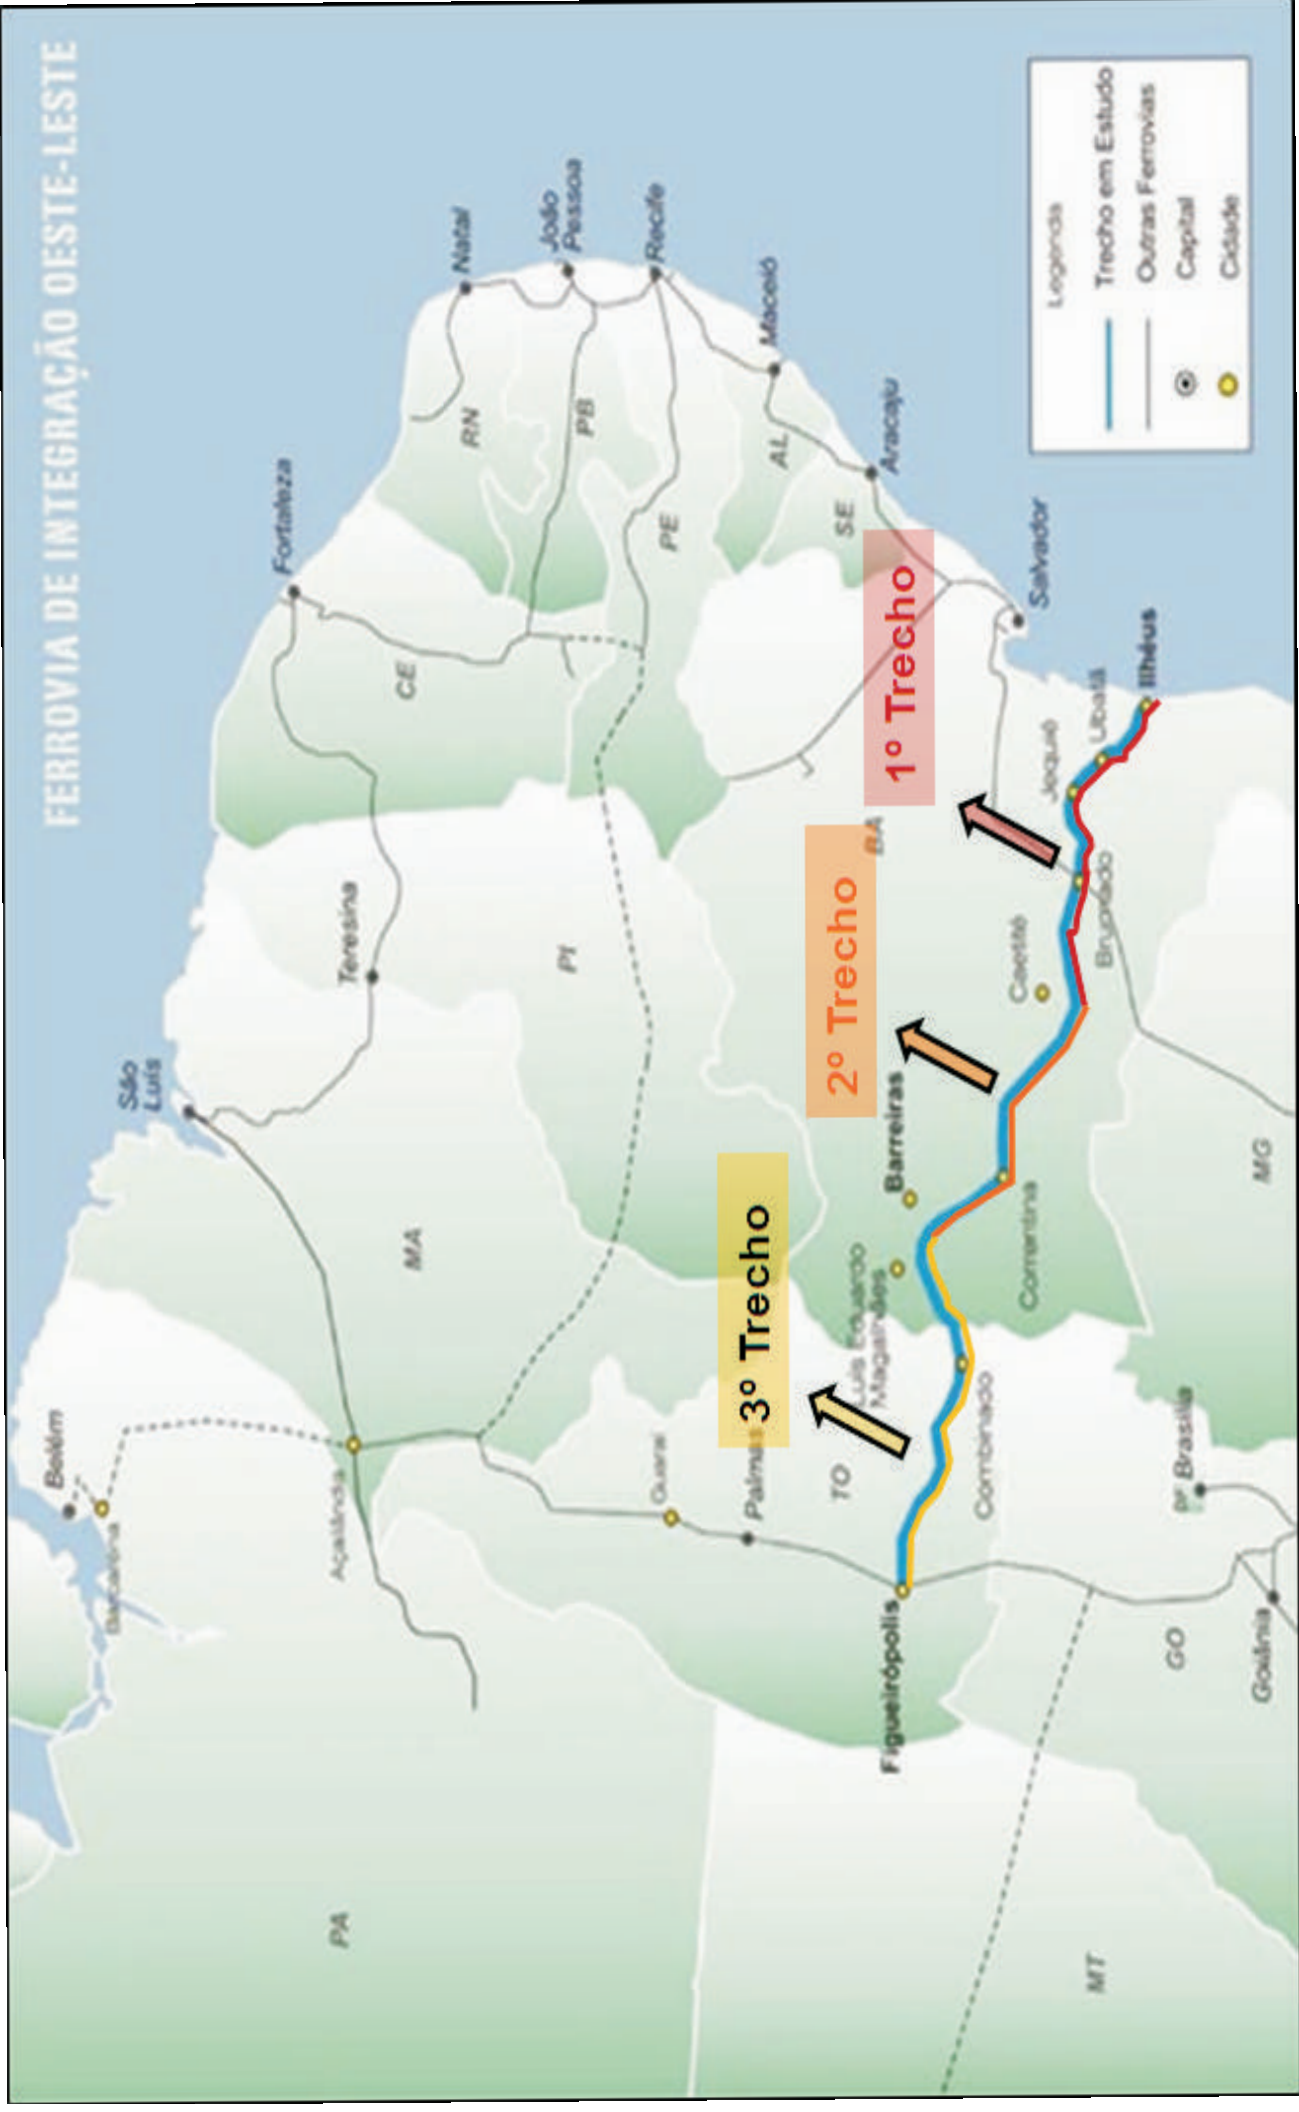 FERROVIA DE INTEGRAÇÃO OESTE-LESTE
Belém
Barcarena
São
Luís
Fortaleza
Teresina
Natal
João
Pessoa
Recife
Maceió
Aracaju
Salvador
Açailândia
PA
MA
CE
RN
PB
PE
PI
AL
SE
BA
TO
Guaraí
Palmas
3º Trecho
2º Trecho
1º Trecho
Luís Eduardo
Magalhães
Barreiras
Figueirópolis
Combinado
Correntina
Caetité
Brumado
Jequié
Ubatã
Ilhéus
MT
GO
DF
Brasília
Goiânia
MG
Legenda
Trecho em Estudo
Outras Ferrovias
Capital
Cidade